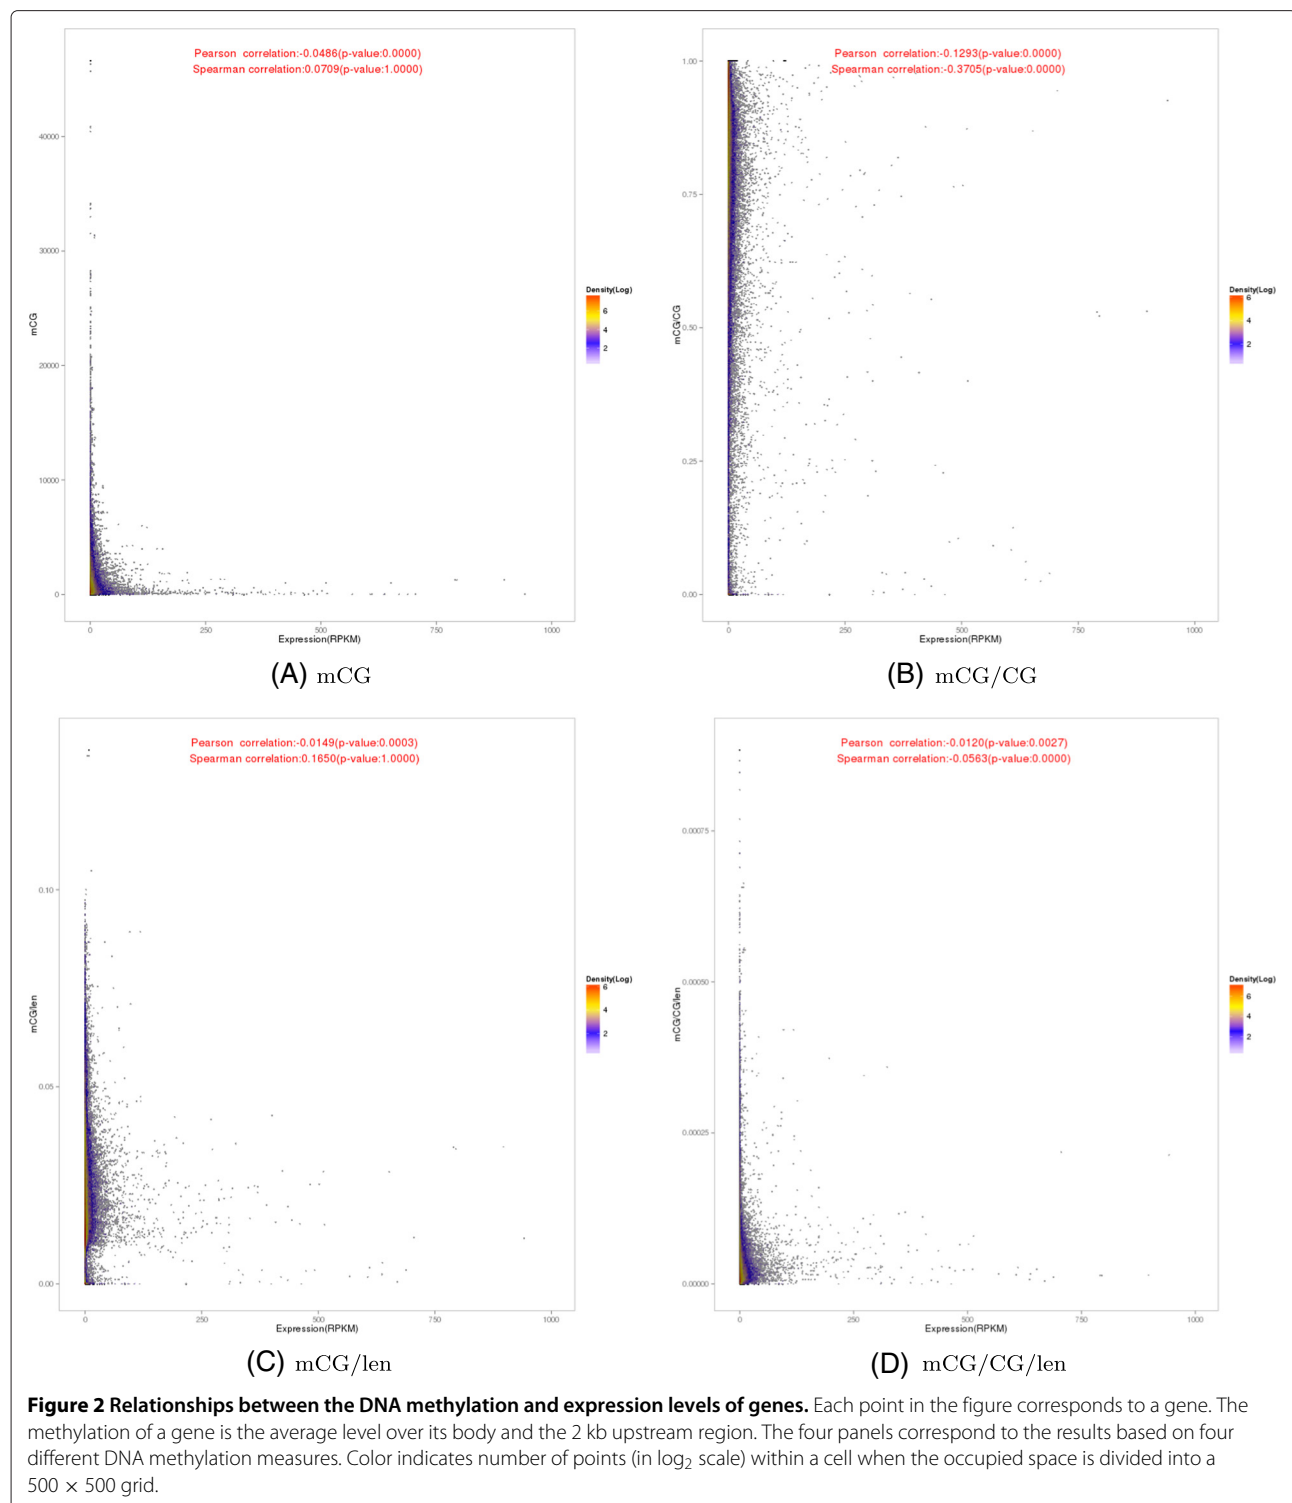 Pearson correlation:-0.0486(p-value:0.0000)
Spearman correlation:0.0709(p-value:1.0000)
40000
30000
20000
10000
0
mCG
0 250 500 750 1000
Expression(RPKM)
Density(Log)
6
4
2
(A) mCG
Pearson correlation:-0.1293(p-value:0.0000)
Spearman correlation:-0.3705(p-value:0.0000)
1.00
0.75
0.50
0.25
0.00
mCG/CG
0 250 500 750 1000
Expression(RPKM)
Density(Log)
6
4
2
(B) mCG/CG
Pearson correlation:-0.0149(p-value:0.0003)
Spearman correlation:0.1650(p-value:1.0000)
0.10
0.05
0.00
mCG/len
0 250 500 750 1000
Expression(RPKM)
Density(Log)
6
4
2
(C) mCG/len
Pearson correlation:-0.0120(p-value:0.0027)
Spearman correlation:-0.0563(p-value:0.0000)
0.00075
0.00050
0.00025
0.00000
mCG/CG/len
0 250 500 750 1000
Expression(RPKM)
Density(Log)
6
4
2
(D) mCG/CG/len
Figure 2 Relationships between the DNA methylation and expression levels of genes. Each point in the figure corresponds to a gene. The
methylation of a gene is the average level over its body and the 2 kb upstream region. The four panels correspond to the results based on four
different DNA methylation measures. Color indicates number of points (in log₂ scale) within a cell when the occupied space is divided into a
500 × 500 grid.